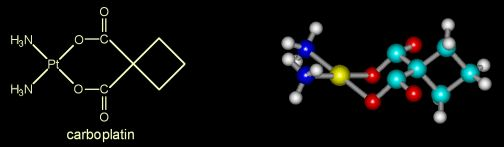 O
H₃N O C
Pt
H₃N O C
O
carboplatin